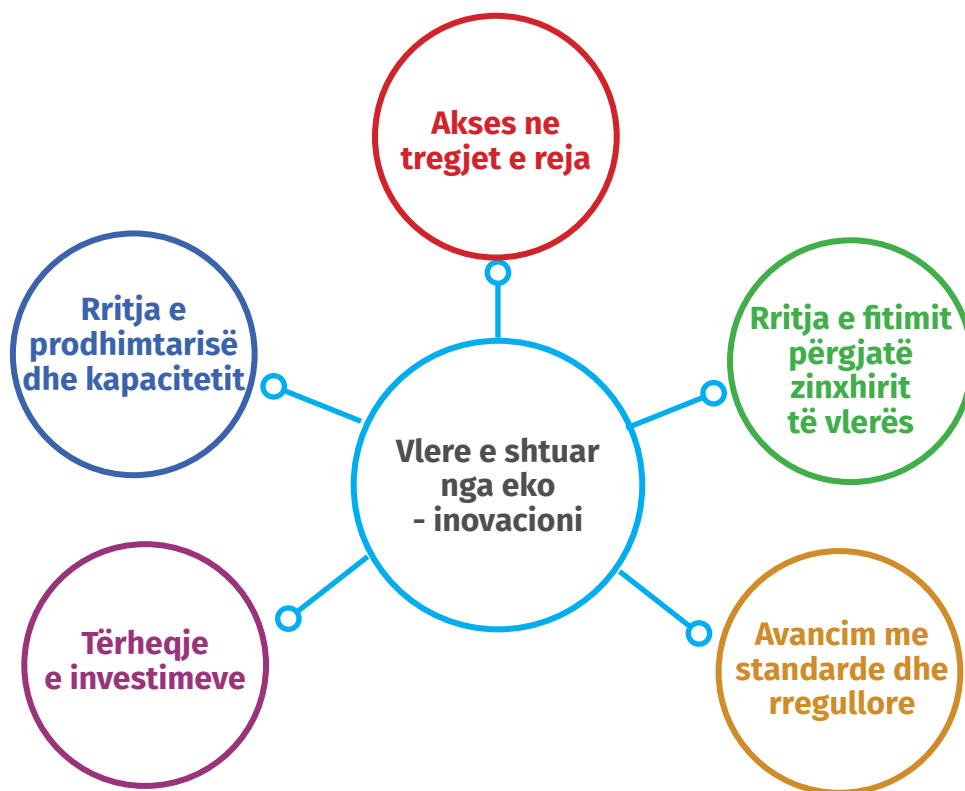 Akses ne
tregjet e reja
Rritja e
prodhimtarisë
dhe kapacitetit
Rritja e fitimit
përgjatë
zinxhirit
të vlerës
Vlere e shtuar
nga eko
- inovacioni
Tërheqje
e investimeve
Avancim me
standarde dhe
rregullore